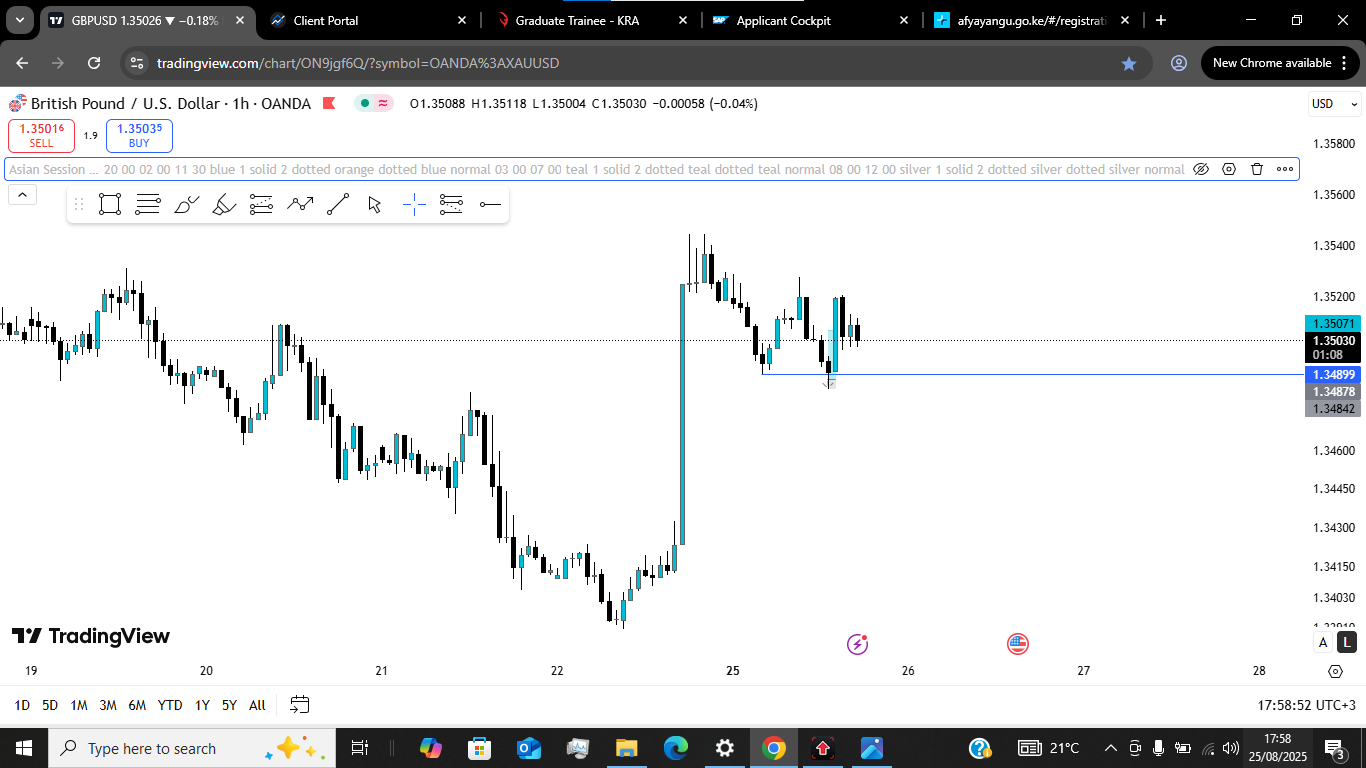 GBPUSD 1.35026 ▼ −0.18%
Client Portal
Graduate Trainee - KRA
Applicant Cockpit
afyayangu.go.ke/#/registrati
tradingview.com/chart/ON9jgf6Q/?symbol=OANDA%3AXAUUSD
New Chrome available
British Pound / U.S. Dollar · 1h · OANDA
O1.35088 H1.35118 L1.35004 C1.35030 −0.00058 (−0.04%)
USD
1.35016
SELL
1.9
1.35035
BUY
Asian Session ... 20 00 02 00 11 30 blue 1 solid 2 dotted orange dotted blue normal 03 00 07 00 teal 1 solid 2 dotted teal dotted teal normal 08 00 12 00 silver 1 solid 2 dotted silver dotted silver normal
1.35800
1.35600
1.35400
1.35200
1.35071
1.35030
01:08
1.34899
1.34878
1.34842
1.34600
1.34450
1.34300
1.34150
1.34030
TradingView
A
L
19
20
21
22
25
26
27
28
1D
5D
1M
3M
6M
YTD
1Y
5Y
All
17:58:52 UTC+3
Type here to search
21°C
17:58
25/08/2025
3